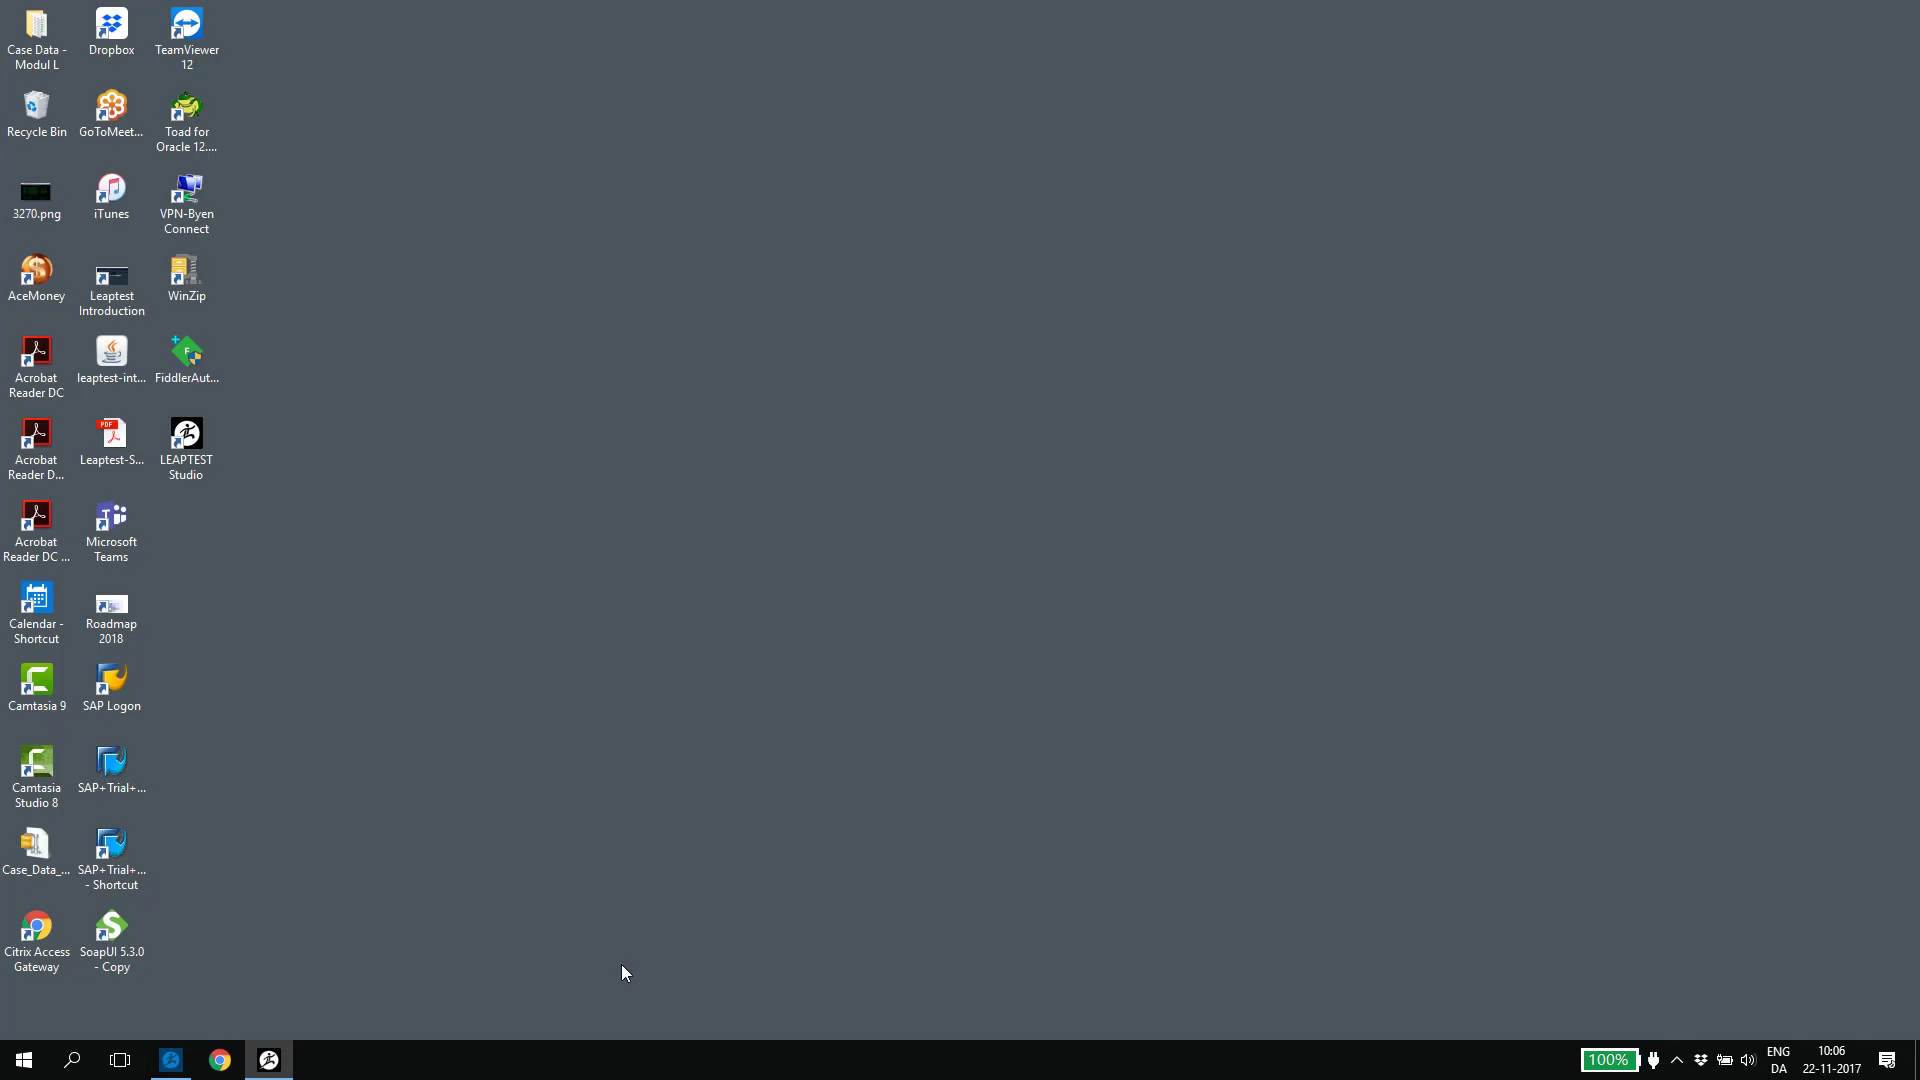 Case Data -
Modul L
Dropbox
TeamViewer
12
Recycle Bin
GoToMeet...
Toad for
Oracle 12....
3270.png
iTunes
VPN-Byen
Connect
AceMoney
Leaptest
Introduction
WinZip
Acrobat
Reader DC
leaptest-int...
FiddlerAut...
Acrobat
Reader D...
PDF
Leaptest-S...
LEAPTEST
Studio
Acrobat
Reader DC ...
Microsoft
Teams
Calendar -
Shortcut
Roadmap
2018
Camtasia 9
SAP Logon
Camtasia
Studio 8
SAP+Trial+...
Case_Data_...
SAP+Trial+...
- Shortcut
Citrix Access
Gateway
SoapUI 5.3.0
- Copy
100%
ENG
DA
10:06
22-11-2017